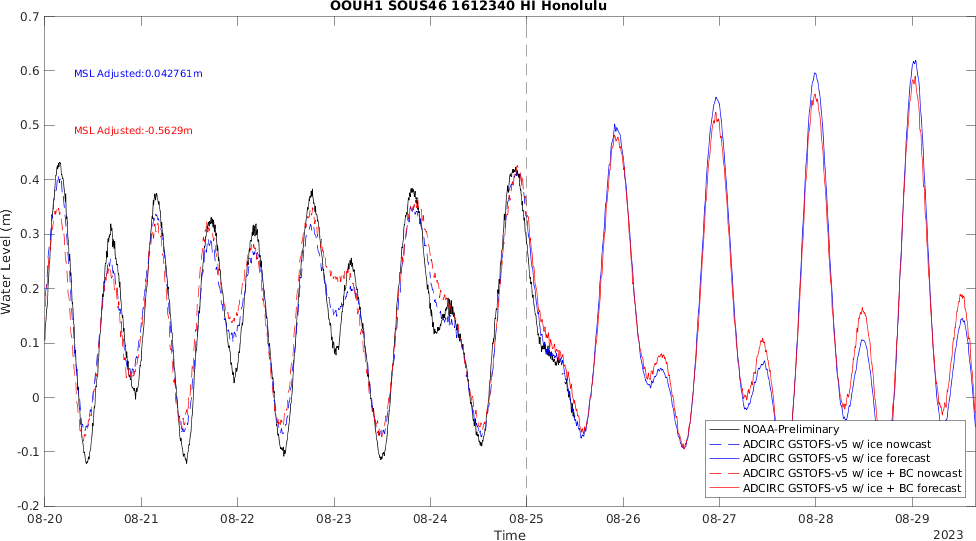 OOUH1 SOUS46 1612340 HI Honolulu
0.7
0.6
0.5
0.4
0.3
0.2
0.1
0
-0.1
-0.2
Water Level (m)
MSL Adjusted:0.042761m
MSL Adjusted:-0.5629m
NOAA-Preliminary
ADCIRC GSTOFS-v5 w/ ice nowcast
ADCIRC GSTOFS-v5 w/ ice forecast
ADCIRC GSTOFS-v5 w/ ice + BC nowcast
ADCIRC GSTOFS-v5 w/ ice + BC forecast
08-20 08-21 08-22 08-23 08-24 08-25 08-26 08-27 08-28 08-29
Time
2023